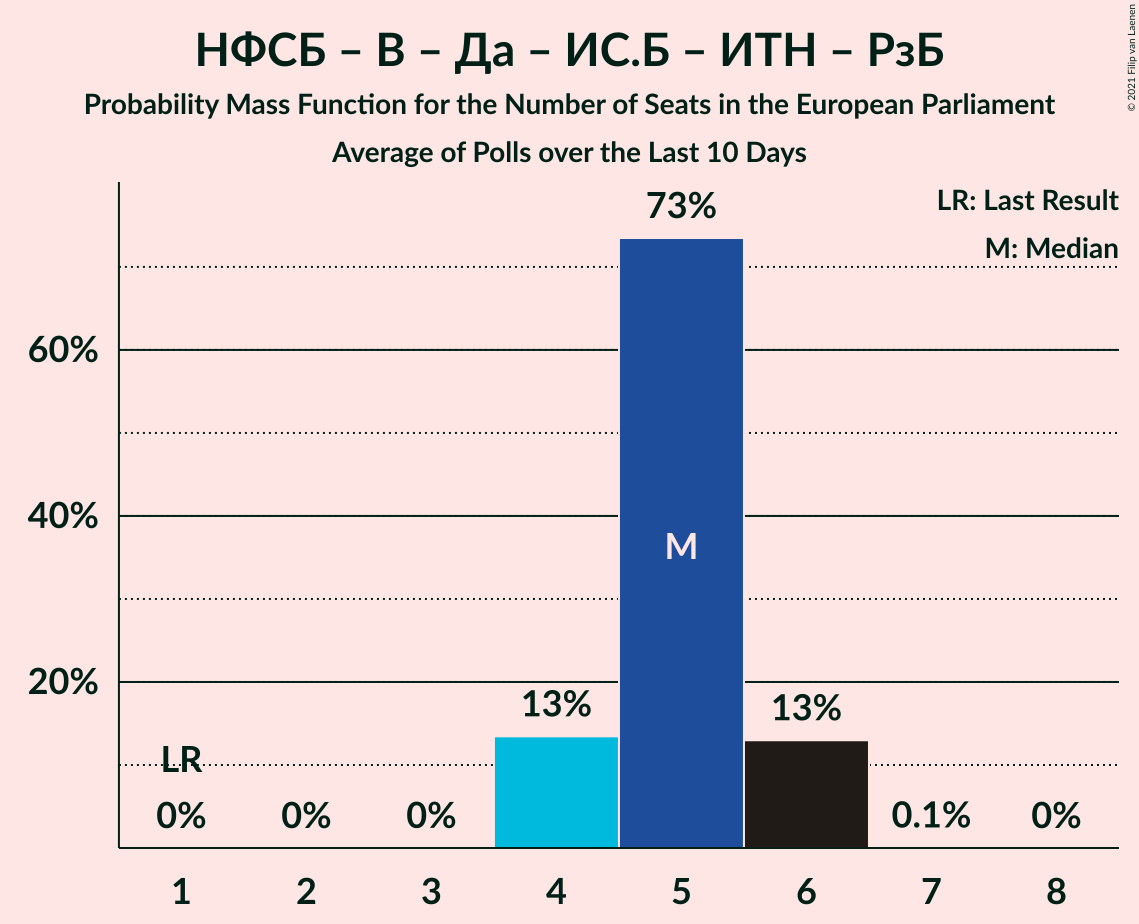 НФСБ – В – Да – ИС.Б – ИТН – РзБ
Probability Mass Function for the Number of Seats in the European Parliament
Average of Polls over the Last 10 Days
© 2021 Filip van Laenen
LR: Last Result
M: Median
73%
60%
40%
20%
M
13%
13%
LR
0%
0%
0%
0.1%
0%
1
2
3
4
5
6
7
8